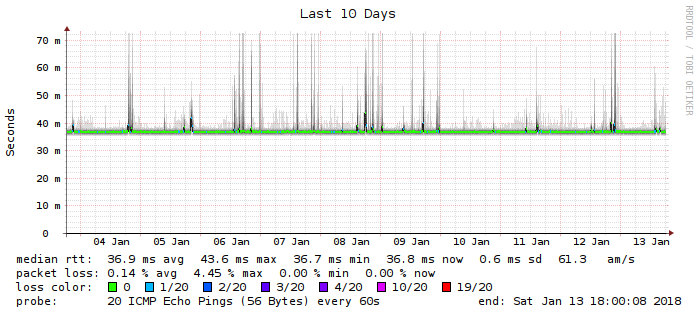 Last 10 Days
RRDTOOL / TOBI OETIKER
Seconds
70 m
60 m
50 m
40 m
30 m
20 m
10 m
0
04 Jan 05 Jan 06 Jan 07 Jan 08 Jan 09 Jan 10 Jan 11 Jan 12 Jan 13 Jan
median rtt: 36.9 ms avg 43.6 ms max 36.7 ms min 36.8 ms now 0.6 ms sd 61.3 am/s
packet loss: 0.14 % avg 4.45 % max 0.00 % min 0.00 % now
loss color: 0 1/20 2/20 3/20 4/20 10/20 19/20
probe: 20 ICMP Echo Pings (56 Bytes) every 60s end: Sat Jan 13 18:00:08 2018